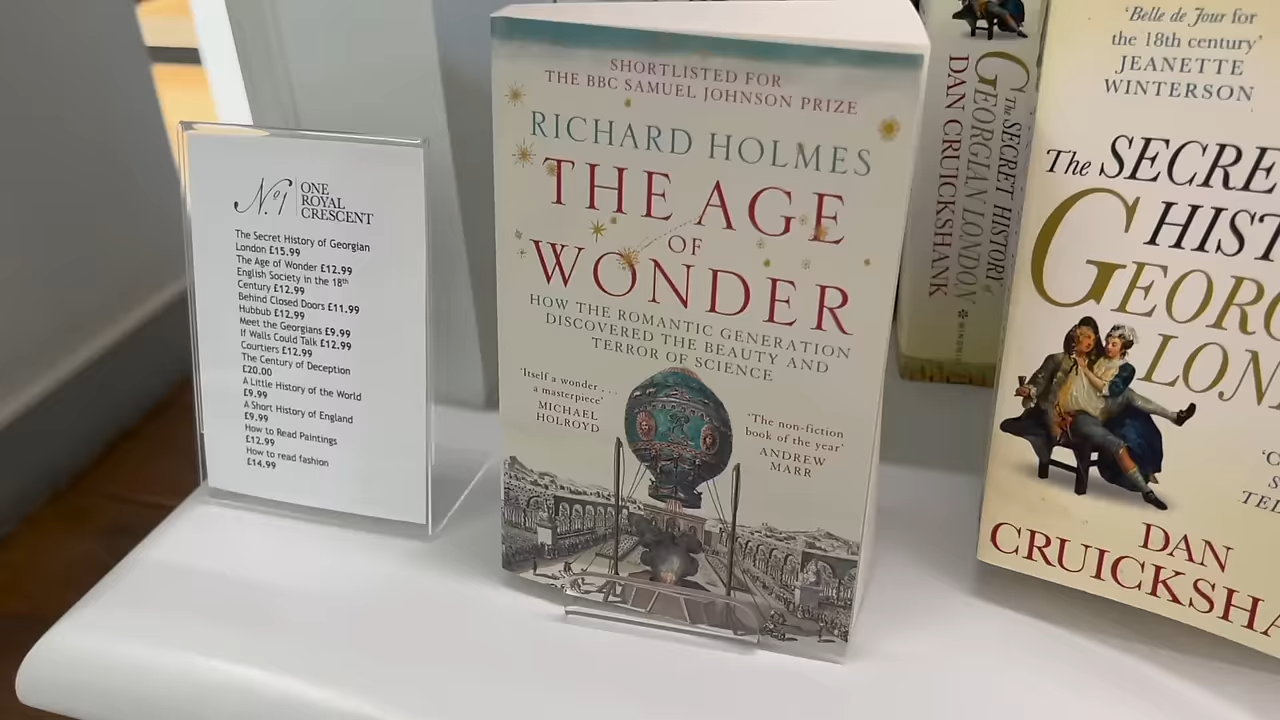 Nº1
ONE
ROYAL
CRESCENT
The Secret History of Georgian
London £15.99
The Age of Wonder £12.99
English Society in the 18th
Century £12.99
Behind Closed Doors £11.99
Hubbub £12.99
Meet the Georgians £9.99
If Walls Could Talk £12.99
Courtiers £12.99
The Century of Deception
£20.00
A Little History of the World
£9.99
A Short History of England
£9.99
How to Read Paintings
£12.99
How to read fashion
£14.99
SHORTLISTED FOR
THE BBC SAMUEL JOHNSON PRIZE
RICHARD HOLMES
THE AGE
OF
WONDER
HOW THE ROMANTIC GENERATION
DISCOVERED THE BEAUTY AND
TERROR OF SCIENCE
'Itself a wonder . . .
a masterpiece'
MICHAEL
HOLROYD
'The non-fiction
book of the year'
ANDREW
MARR
DAN CRUICKSHANK
The SECRET HISTORY of
GEORGIAN LONDON
'Belle de Jour for
the 18th century'
JEANETTE
WINTERSON
The SECRE
HIST
GEORG
LON
DAN
CRUICKSHA